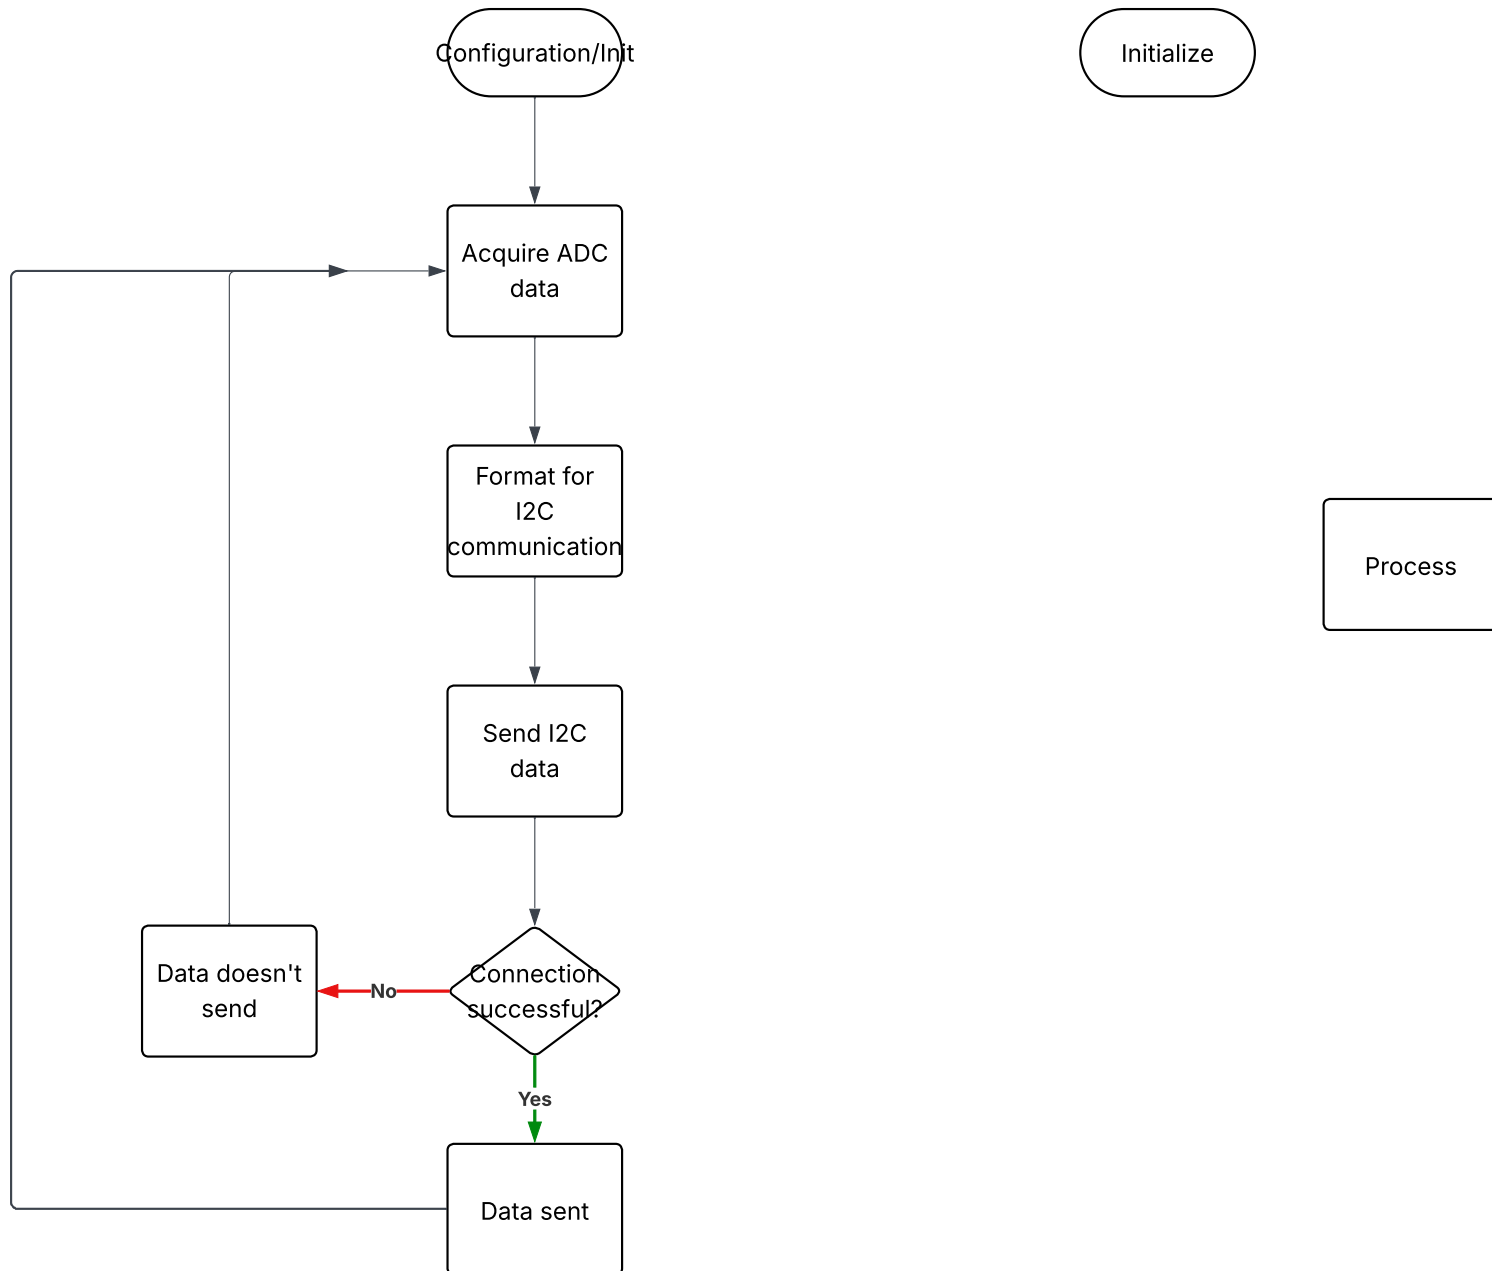 Configuration/Init
Initialize
Acquire ADC
data
Format for
I2C
communication
Process
Send I2C
data
Connection
successful?
No
Data doesn't
send
Yes
Data sent